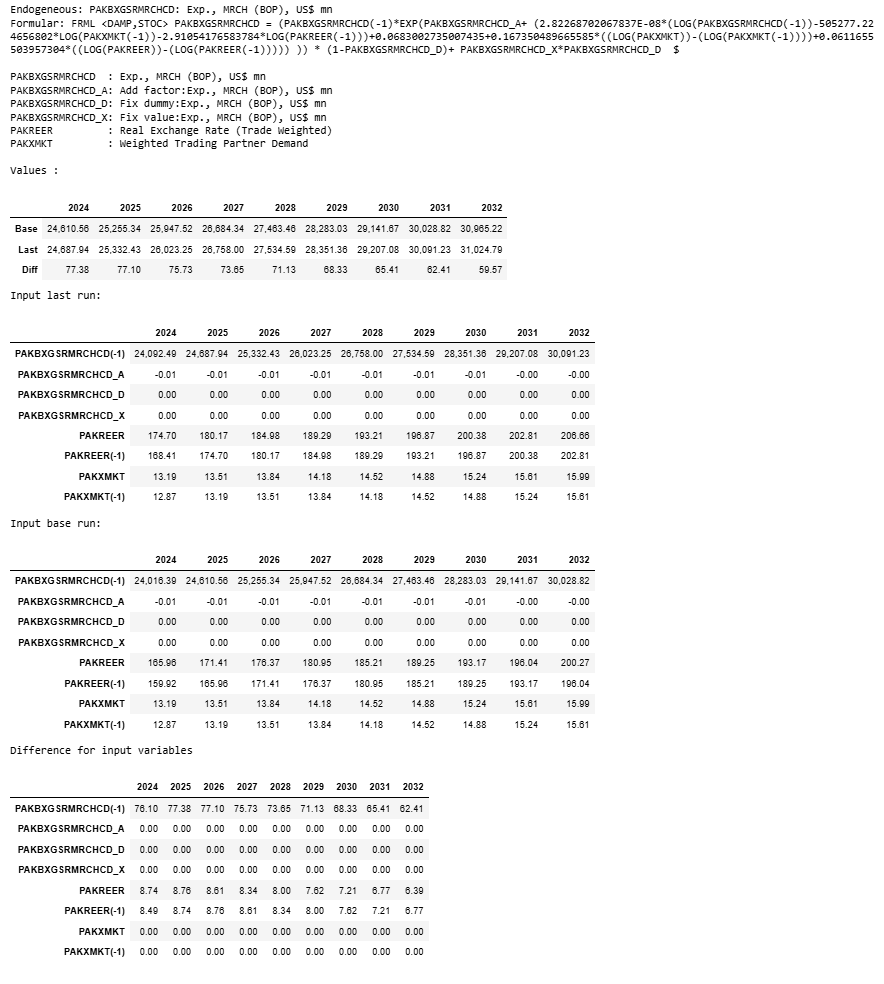 Endogeneous: PAKBXGSRMRCHCD: Exp., MRCH (BOP), US$ mn
Formular: FRML <DAMP,STOC> PAKBXGSRMRCHCD = (PAKBXGSRMRCHCD(-1)*EXP(PAKBXGSRMRCHCD_A+ (2.82268702067837E-08*(LOG(PAKBXGSRMRCHCD(-1))-505277.22
4656802*LOG(PAKXMKT(-1))-2.91054176583784*LOG(PAKREER(-1)))+0.0683002735007435+0.167350489665585*((LOG(PAKXMKT))-(LOG(PAKXMKT(-1))))+0.0611655
503957304*((LOG(PAKREER))-(LOG(PAKREER(-1))))) )) * (1-PAKBXGSRMRCHCD_D)+ PAKBXGSRMRCHCD_X*PAKBXGSRMRCHCD_D $
PAKBXGSRMRCHCD : Exp., MRCH (BOP), US$ mn
PAKBXGSRMRCHCD_A: Add factor:Exp., MRCH (BOP), US$ mn
PAKBXGSRMRCHCD_D: Fix dummy:Exp., MRCH (BOP), US$ mn
PAKBXGSRMRCHCD_X: Fix value:Exp., MRCH (BOP), US$ mn
PAKREER : Real Exchange Rate (Trade Weighted)
PAKXMKT : Weighted Trading Partner Demand
Values :
2024 2025 2026 2027 2028 2029 2030 2031 2032
Base 24,610.56 25,255.34 25,947.52 26,684.34 27,463.46 28,283.03 29,141.67 30,028.82 30,965.22
Last 24,687.94 25,332.43 26,023.25 26,758.00 27,534.59 28,351.36 29,207.08 30,091.23 31,024.79
Diff 77.38 77.10 75.73 73.65 71.13 68.33 65.41 62.41 59.57
Input last run:
2024 2025 2026 2027 2028 2029 2030 2031 2032
PAKBXGSRMRCHCD(-1) 24,092.49 24,687.94 25,332.43 26,023.25 26,758.00 27,534.59 28,351.36 29,207.08 30,091.23
PAKBXGSRMRCHCD_A -0.01 -0.01 -0.01 -0.01 -0.01 -0.01 -0.01 -0.00 -0.00
PAKBXGSRMRCHCD_D 0.00 0.00 0.00 0.00 0.00 0.00 0.00 0.00 0.00
PAKBXGSRMRCHCD_X 0.00 0.00 0.00 0.00 0.00 0.00 0.00 0.00 0.00
PAKREER 174.70 180.17 184.98 189.29 193.21 196.87 200.38 202.81 206.66
PAKREER(-1) 168.41 174.70 180.17 184.98 189.29 193.21 196.87 200.38 202.81
PAKXMKT 13.19 13.51 13.84 14.18 14.52 14.88 15.24 15.61 15.99
PAKXMKT(-1) 12.87 13.19 13.51 13.84 14.18 14.52 14.88 15.24 15.61
Input base run:
2024 2025 2026 2027 2028 2029 2030 2031 2032
PAKBXGSRMRCHCD(-1) 24,016.39 24,610.56 25,255.34 25,947.52 26,684.34 27,463.46 28,283.03 29,141.67 30,028.82
PAKBXGSRMRCHCD_A -0.01 -0.01 -0.01 -0.01 -0.01 -0.01 -0.01 -0.00 -0.00
PAKBXGSRMRCHCD_D 0.00 0.00 0.00 0.00 0.00 0.00 0.00 0.00 0.00
PAKBXGSRMRCHCD_X 0.00 0.00 0.00 0.00 0.00 0.00 0.00 0.00 0.00
PAKREER 165.96 171.41 176.37 180.95 185.21 189.25 193.17 196.04 200.27
PAKREER(-1) 159.92 165.96 171.41 176.37 180.95 185.21 189.25 193.17 196.04
PAKXMKT 13.19 13.51 13.84 14.18 14.52 14.88 15.24 15.61 15.99
PAKXMKT(-1) 12.87 13.19 13.51 13.84 14.18 14.52 14.88 15.24 15.61
Difference for input variables
2024 2025 2026 2027 2028 2029 2030 2031 2032
PAKBXGSRMRCHCD(-1) 76.10 77.38 77.10 75.73 73.65 71.13 68.33 65.41 62.41
PAKBXGSRMRCHCD_A 0.00 0.00 0.00 0.00 0.00 0.00 0.00 0.00 0.00
PAKBXGSRMRCHCD_D 0.00 0.00 0.00 0.00 0.00 0.00 0.00 0.00 0.00
PAKBXGSRMRCHCD_X 0.00 0.00 0.00 0.00 0.00 0.00 0.00 0.00 0.00
PAKREER 8.74 8.76 8.61 8.34 8.00 7.62 7.21 6.77 6.39
PAKREER(-1) 8.49 8.74 8.76 8.61 8.34 8.00 7.62 7.21 6.77
PAKXMKT 0.00 0.00 0.00 0.00 0.00 0.00 0.00 0.00 0.00
PAKXMKT(-1) 0.00 0.00 0.00 0.00 0.00 0.00 0.00 0.00 0.00